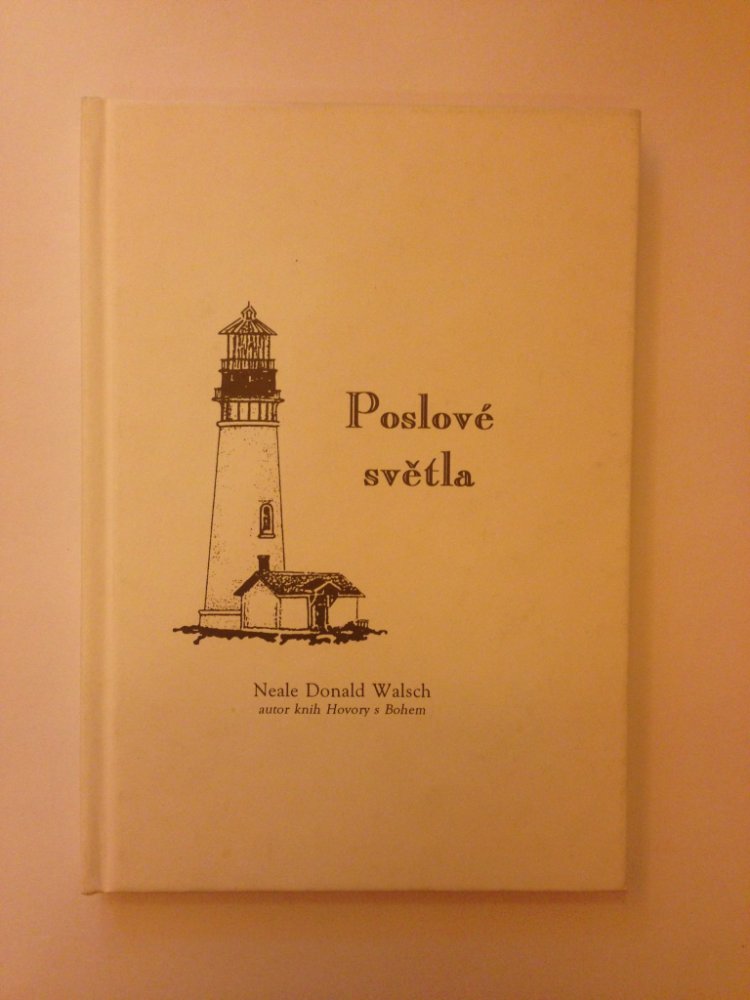 Poslové
světla
Neale Donald Walsch
autor knih Hovory s Bohem